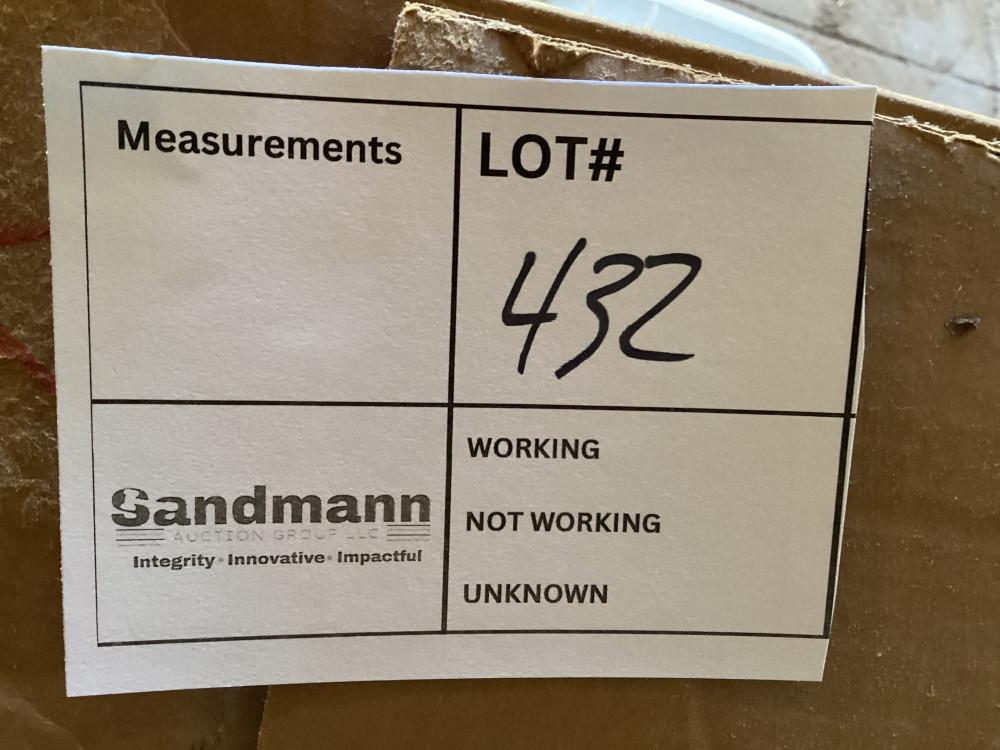 Measurements
LOT#
432
WORKING
NOT WORKING
UNKNOWN
Sandmann
AUCTION GROUP LLC
Integrity • Innovative • Impactful